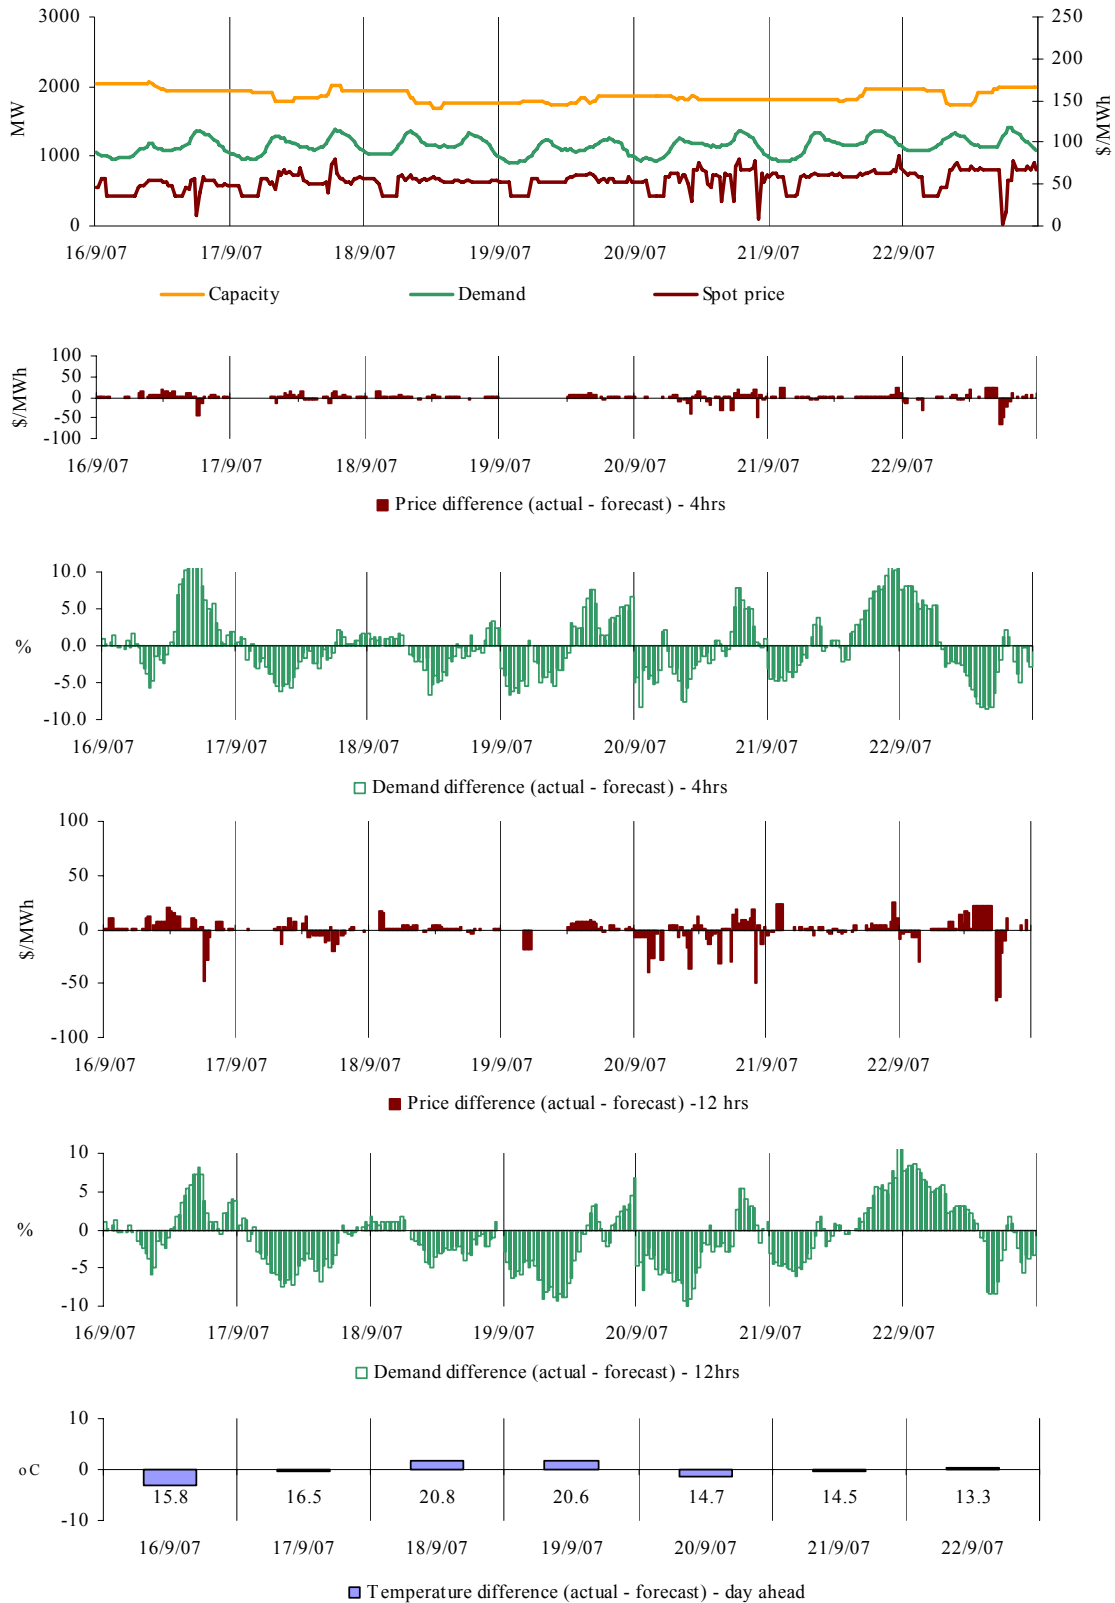 3000
2000
1000
0
MW
250
200
150
100
50
0
$/MWh
16/9/07 17/9/07 18/9/07 19/9/07 20/9/07 21/9/07 22/9/07
Capacity Demand Spot price
100
50
0
-50
-100
$/MWh
16/9/07 17/9/07 18/9/07 19/9/07 20/9/07 21/9/07 22/9/07
Price difference (actual - forecast) - 4hrs
10.0
5.0
0.0
-5.0
-10.0
%
16/9/07 17/9/07 18/9/07 19/9/07 20/9/07 21/9/07 22/9/07
Demand difference (actual - forecast) - 4hrs
100
50
0
-50
-100
$/MWh
16/9/07 17/9/07 18/9/07 19/9/07 20/9/07 21/9/07 22/9/07
Price difference (actual - forecast) -12 hrs
10
5
0
-5
-10
%
16/9/07 17/9/07 18/9/07 19/9/07 20/9/07 21/9/07 22/9/07
Demand difference (actual - forecast) - 12hrs
10
0
-10
oC
15.8 16.5 20.8 20.6 14.7 14.5 13.3
16/9/07 17/9/07 18/9/07 19/9/07 20/9/07 21/9/07 22/9/07
Temperature difference (actual - forecast) - day ahead